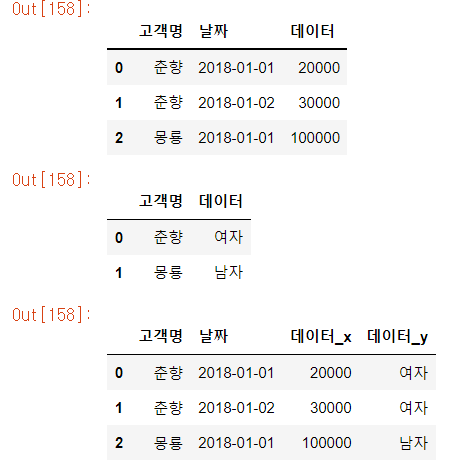 Out[158]:
고객명 날짜 데이터
0 춘향 2018-01-01 20000
1 춘향 2018-01-02 30000
2 몽룡 2018-01-01 100000
Out[158]:
고객명 데이터
0 춘향 여자
1 몽룡 남자
Out[158]:
고객명 날짜 데이터_x 데이터_y
0 춘향 2018-01-01 20000 여자
1 춘향 2018-01-02 30000 여자
2 몽룡 2018-01-01 100000 남자